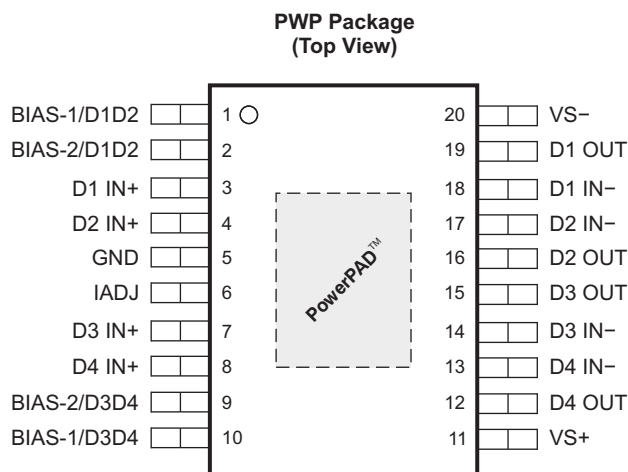 PWP Package
(Top View)
BIAS-1/D1D2 1 20 VS−
BIAS-2/D1D2 2 19 D1 OUT
D1 IN+ 3 18 D1 IN−
D2 IN+ 4 17 D2 IN−
GND 5 16 D2 OUT
IADJ 6 15 D3 OUT
D3 IN+ 7 14 D3 IN−
D4 IN+ 8 13 D4 IN−
BIAS-2/D3D4 9 12 D4 OUT
BIAS-1/D3D4 10 11 VS+
PowerPAD™